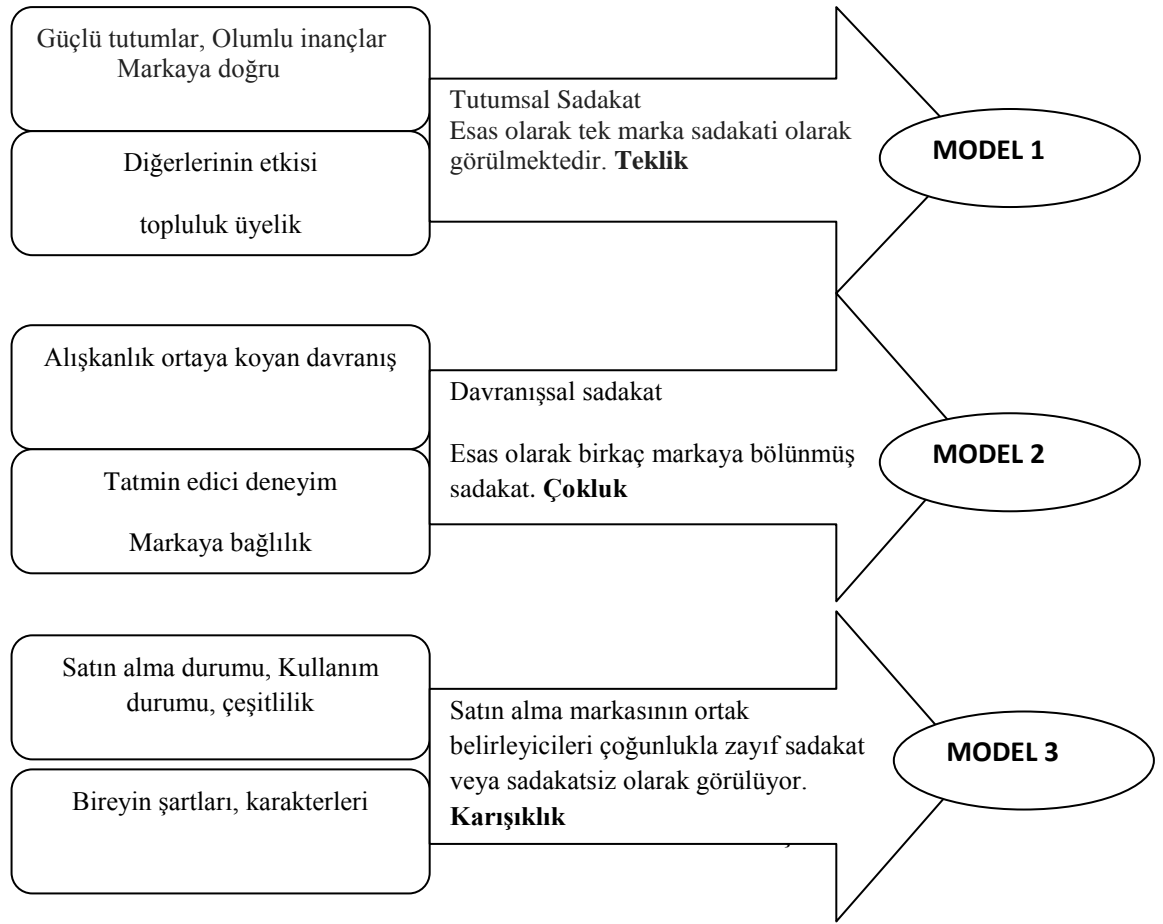 Güçlü tutumlar, Olumlu inançlar
Markaya doğru
Diğerlerinin etkisi
topluluk üyelik
Tutumsal Sadakat
Esas olarak tek marka sadakati olarak
görülmektedir. Teklik
MODEL 1
Alışkanlık ortaya koyan davranış
Tatmin edici deneyim
Markaya bağlılık
Davranışsal sadakat
Esas olarak birkaç markaya bölünmüş
sadakat. Çokluk
MODEL 2
Satın alma durumu, Kullanım
durumu, çeşitlilik
Bireyin şartları, karakterleri
Satın alma markasının ortak
belirleyicileri çoğunlukla zayıf sadakat
veya sadakatsiz olarak görülüyor.
Karışıklık
MODEL 3